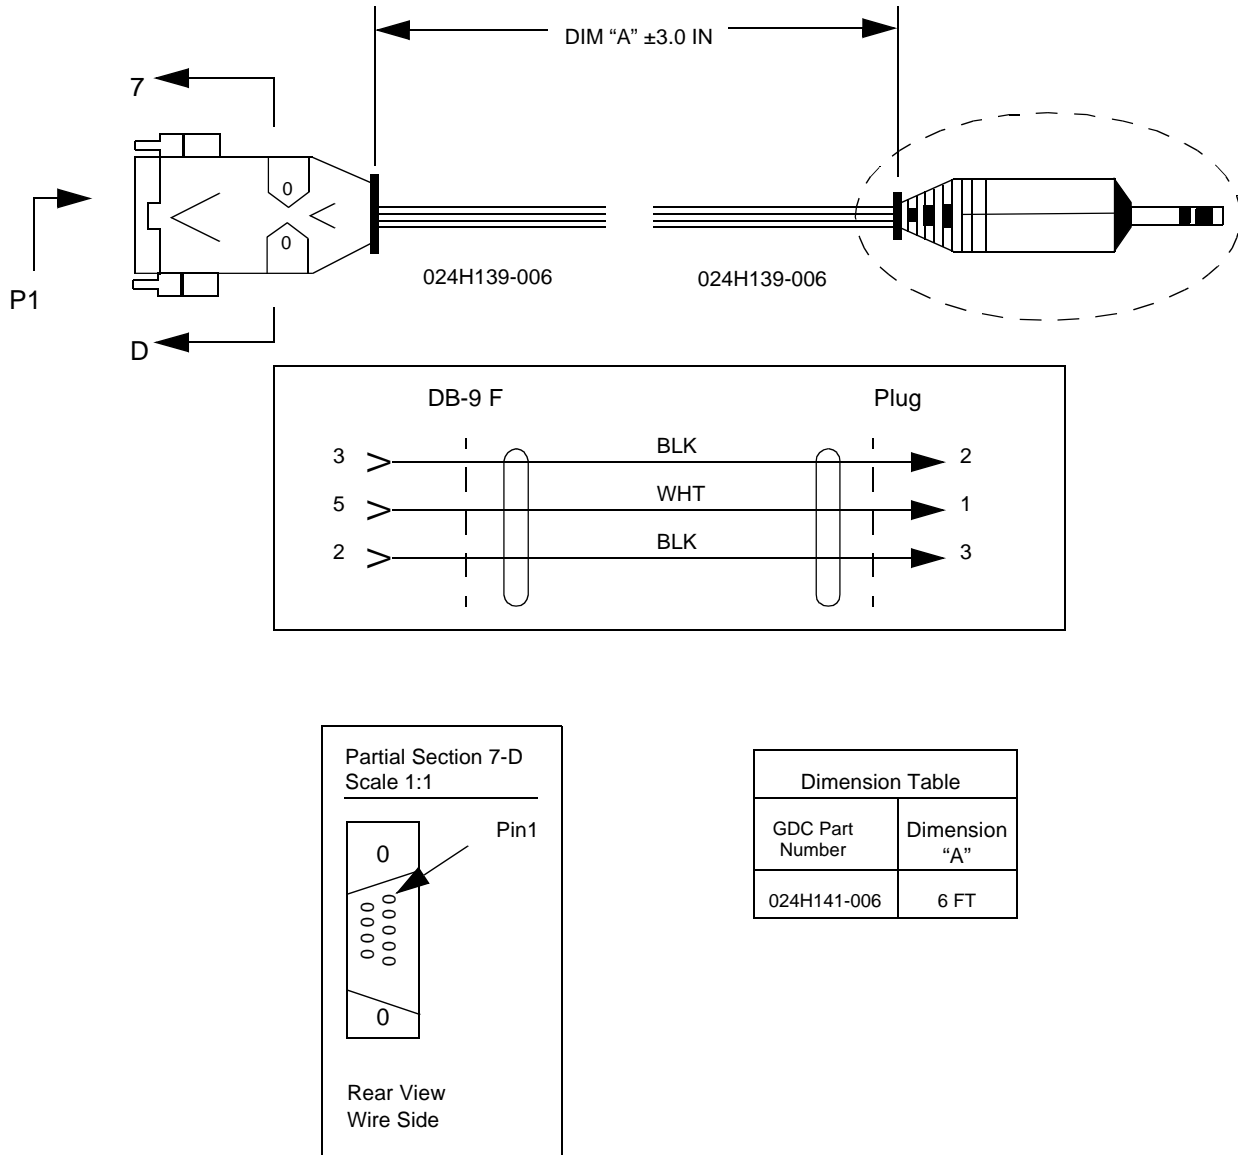 DIM “A” ±3.0 IN
7
0
0
P1
D
024H139-006
024H139-006
DB-9 F
Plug
3
BLK
2
5
WHT
1
2
BLK
3
Partial Section 7-D
Scale 1:1
Pin1
0
0000
00000
0
Rear View
Wire Side
Dimension Table
GDC Part
Number
Dimension
“A”
024H141-006
6 FT